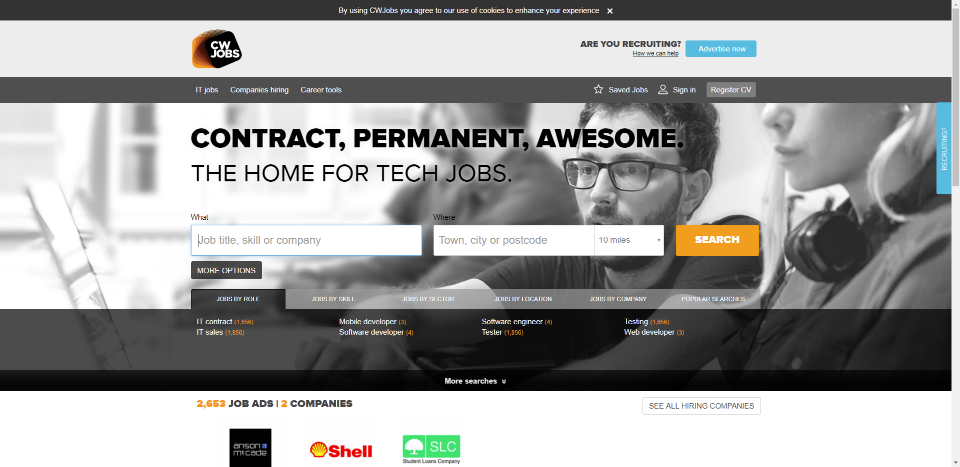 By using CWJobs you agree to our use of cookies to enhance your experience ×
CW
JOBS
ARE YOU RECRUITING?
How we can help
Advertise now
IT jobs Companies hiring Career tools Saved Jobs Sign in Register CV
RECRUITING?
CONTRACT, PERMANENT, AWESOME.
THE HOME FOR TECH JOBS.
What Where
Job title, skill or company Town, city or postcode 10 miles SEARCH
MORE OPTIONS
JOBS BY ROLE JOBS BY SKILL JOBS BY SECTOR JOBS BY LOCATION JOBS BY COMPANY POPULAR SEARCHES
IT contract (1,856) Mobile developer (3) Software engineer (4) Testing (1,856)
IT sales (1,856) Software developer (4) Tester (1,856) Web developer (3)
More searches
2,653 JOB ADS | 2 COMPANIES SEE ALL HIRING COMPANIES
anson mccade
Shell
SLC
Student Loans Company